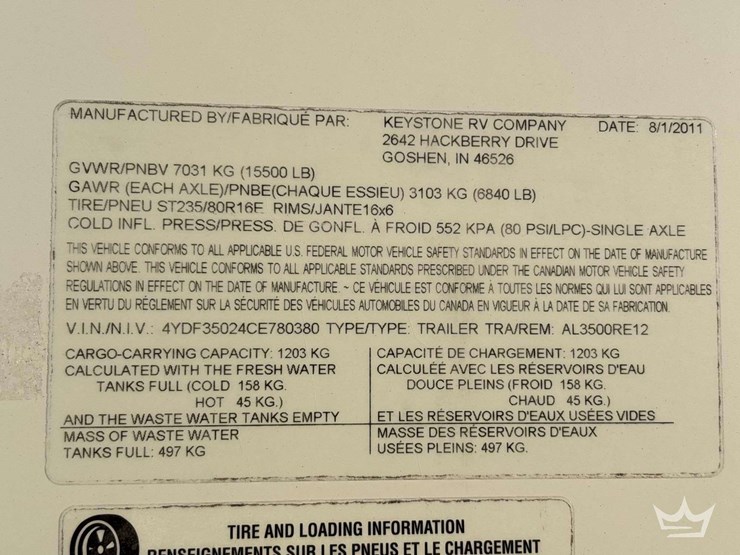 MANUFACTURED BY/FABRIQUÉ PAR: KEYSTONE RV COMPANY DATE: 8/1/2011
2642 HACKBERRY DRIVE
GOSHEN, IN 46526
GVWR/PNBV 7031 KG (15500 LB)
GAWR (EACH AXLE)/PNBE(CHAQUE ESSIEU) 3103 KG (6840 LB)
TIRE/PNEU ST235/80R16E RIMS/JANTE16x6
COLD INFL. PRESS/PRESS. DE GONFL. À FROID 552 KPA (80 PSI/LPC)-SINGLE AXLE
THIS VEHICLE CONFORMS TO ALL APPLICABLE U.S. FEDERAL MOTOR VEHICLE SAFETY STANDARDS IN EFFECT ON THE DATE OF MANUFACTURE
SHOWN ABOVE. THIS VEHICLE CONFORMS TO ALL APPLICABLE STANDARDS PRESCRIBED UNDER THE CANADIAN MOTOR VEHICLE SAFETY
REGULATIONS IN EFFECT ON THE DATE OF MANUFACTURE. ~ CE VÉHICULE EST CONFORME À TOUTES LES NORMES QUI LUI SONT APPLICABLES
EN VERTU DU RÉGLEMENT SUR LA SÉCURITÉ DES VÉHICULES AUTOMOBILES DU CANADA EN VIGUEUR À LA DATE DE SA FABRICATION.
V.I.N./N.I.V.: 4YDF35024CE780380 TYPE/TYPE: TRAILER TRA/REM: AL3500RE12
CARGO-CARRYING CAPACITY: 1203 KG
CALCULATED WITH THE FRESH WATER
TANKS FULL (COLD 158 KG.
HOT 45 KG.)
AND THE WASTE WATER TANKS EMPTY
MASS OF WASTE WATER
TANKS FULL: 497 KG
CAPACITÉ DE CHARGEMENT: 1203 KG
CALCULÉE AVEC LES RÉSERVOIRS D'EAU
DOUCE PLEINS (FROID 158 KG.
CHAUD 45 KG.)
ET LES RÉSERVOIRS D'EAUX USÉES VIDES
MASSE DES RÉSERVOIRS D'EAUX
USÉES PLEINS: 497 KG.
TIRE AND LOADING INFORMATION
RENSEIGNEMENTS SUR LES PNEUS ET LE CHARGEMENT